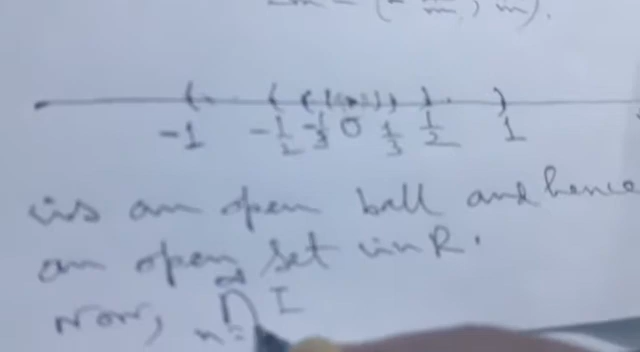 -1 -1/2 -1/3 0 1/3 1/2 1
is an open ball and hence
an open set in R.
Now, ∞ ∩ n= I